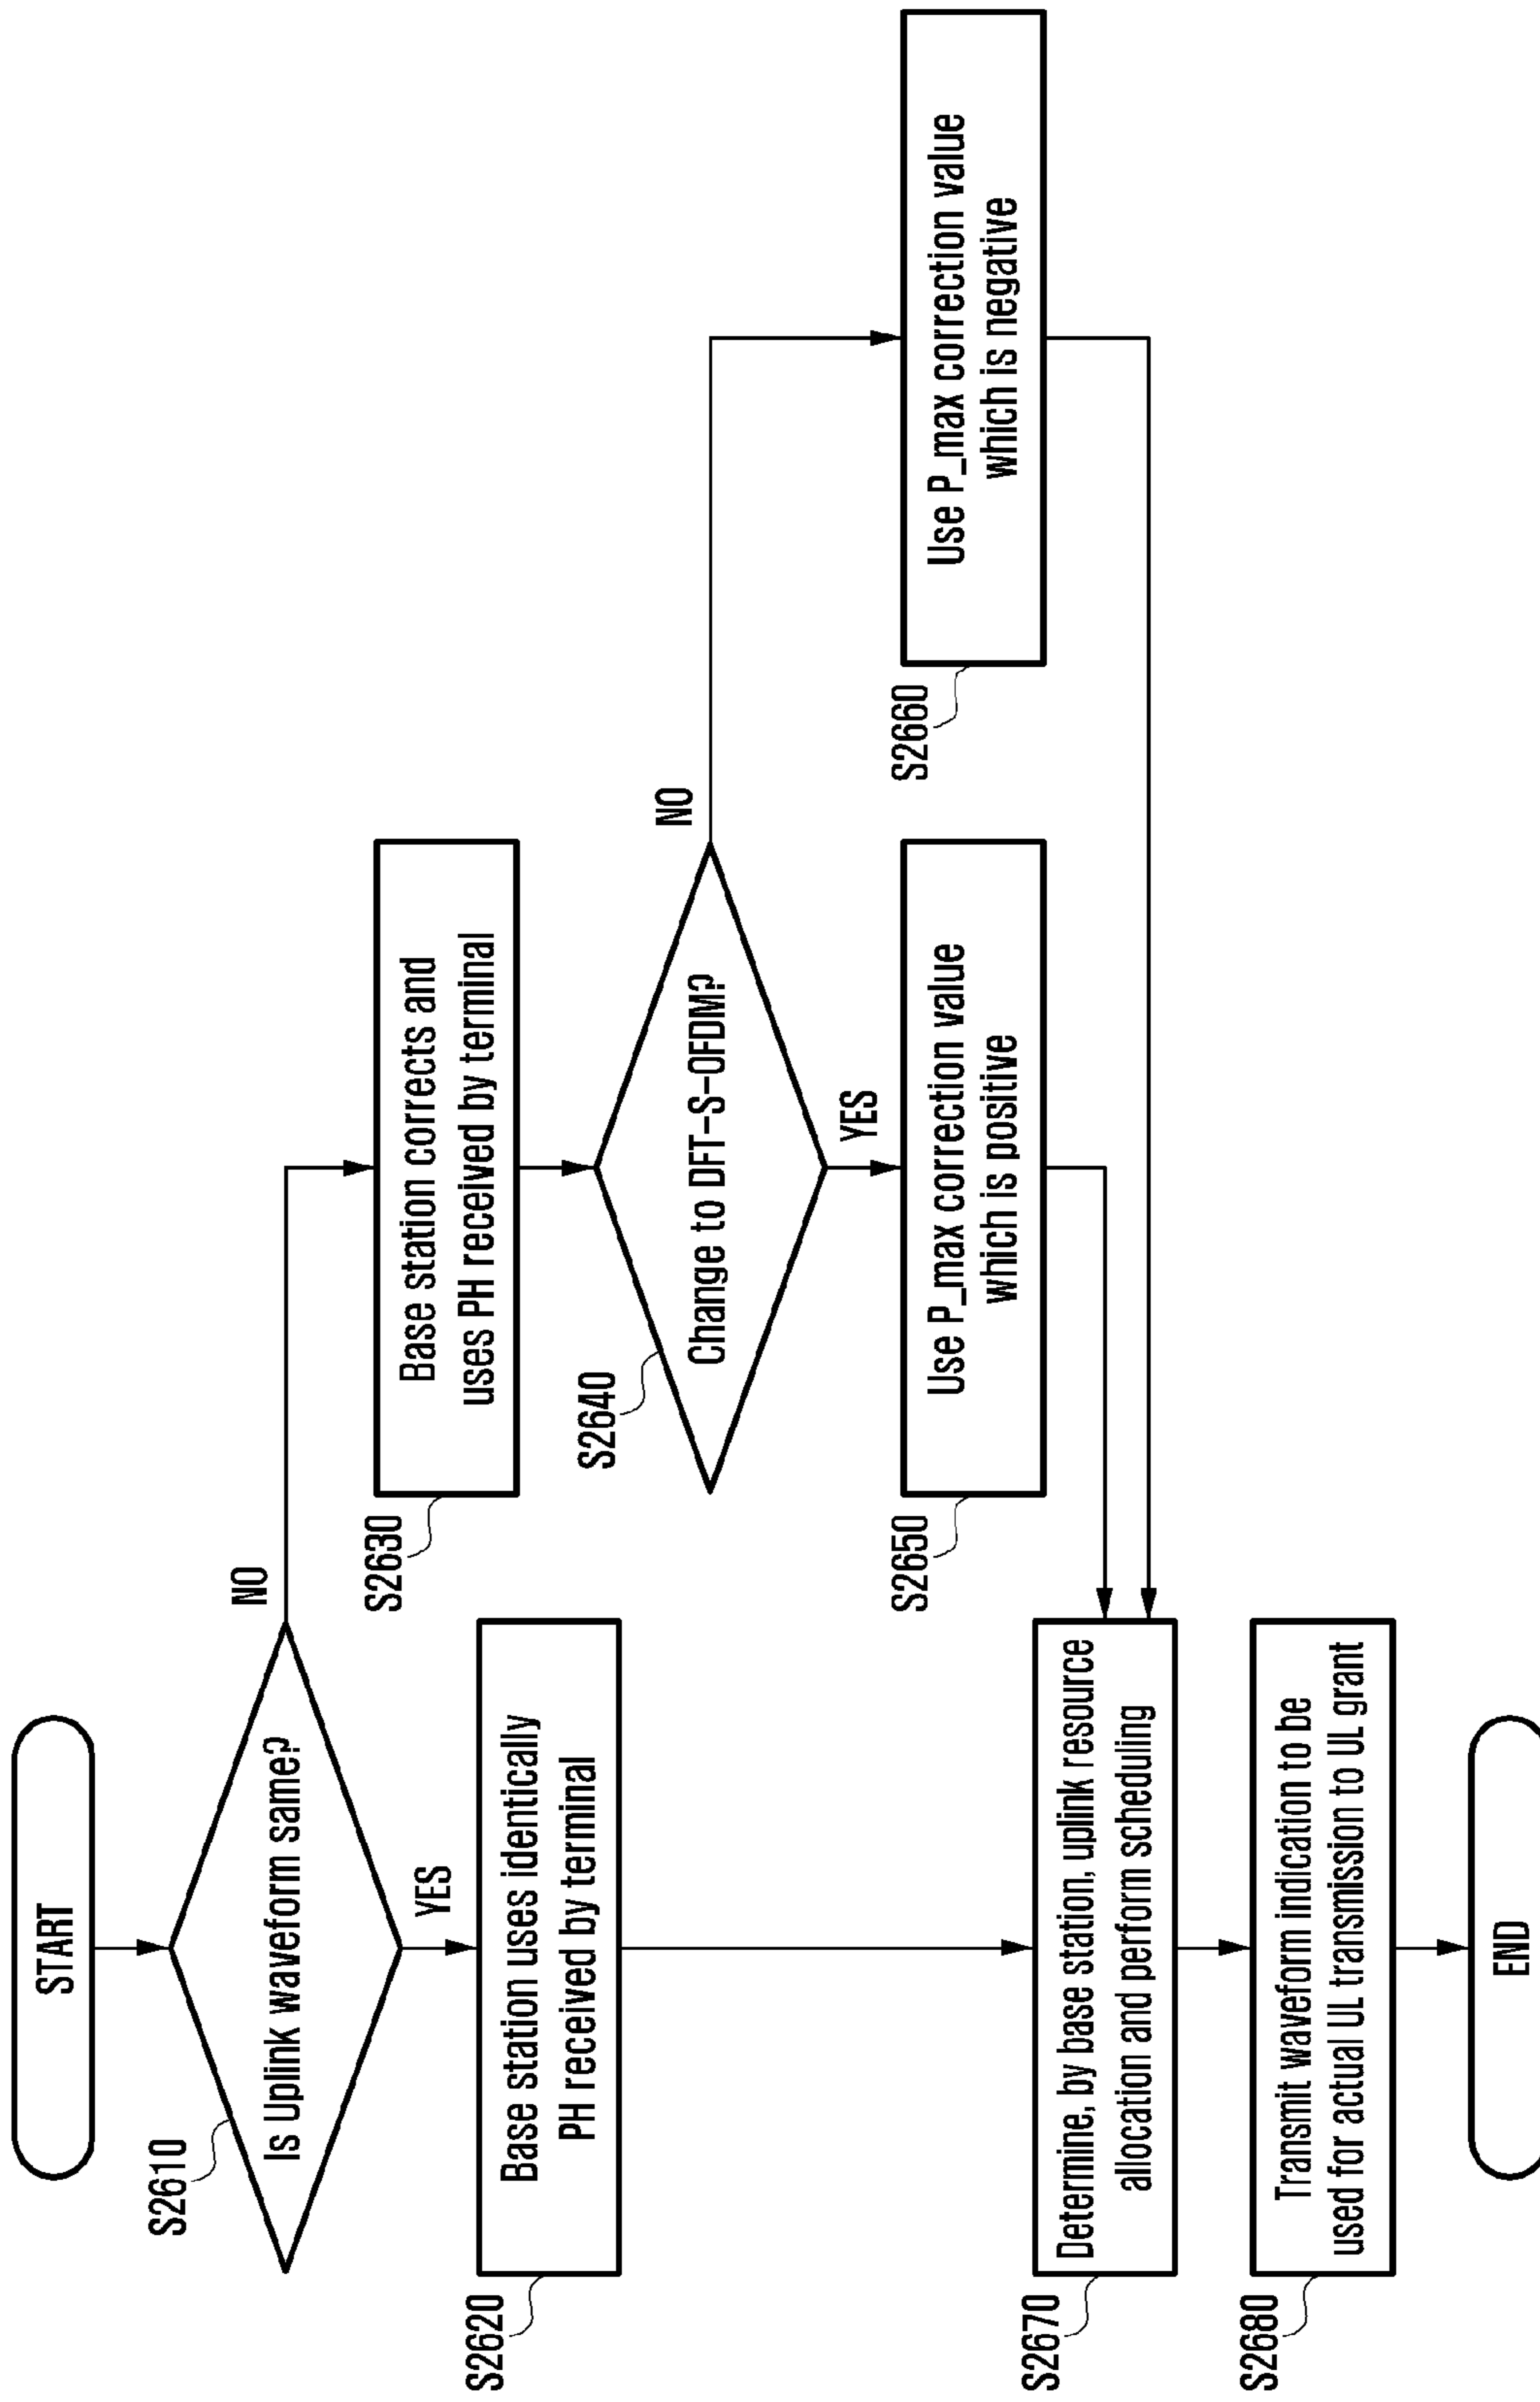 START
S2610
Is Uplink waveform same?
NO
YES
S2620
Base station uses identically
PH received by terminal
S2630
Base station corrects and
uses PH received by terminal
S2640
Change to DFT-S-OFDM?
NO
YES
S2650
Use P_max correction value
which is positive
S2660
Use P_max correction value
which is negative
S2670
Determine, by base station, uplink resource
allocation and perform scheduling
S2680
Transmit waveform indication to be
used for actual UL transmission to UL grant
END